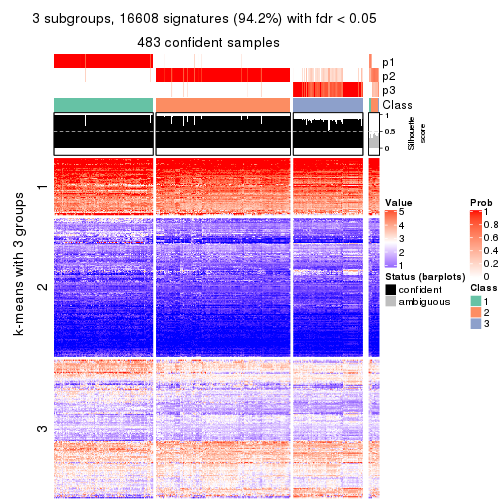 3 subgroups, 16608 signatures (94.2%) with fdr < 0.05
483 confident samples
p1
p2
p3
Class
1
0.5
0
Silhouette
score
k-means with 3 groups
1
2
3
Value
5
4
3
2
1
Status (barplots)
confident
ambiguous
Prob
1
0.8
0.6
0.4
0.2
0
Class
1
2
3